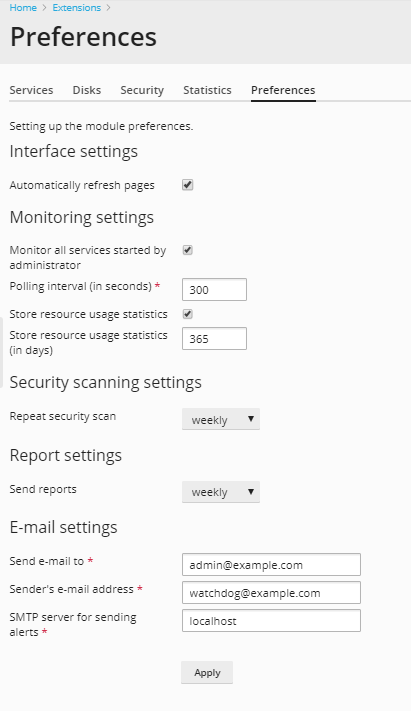 Home > Extensions >
Preferences
Services Disks Security Statistics Preferences
Setting up the module preferences.
Interface settings
Automatically refresh pages
Monitoring settings
Monitor all services started by
administrator
Polling interval (in seconds) * 300
Store resource usage statistics
Store resource usage statistics
(in days) 365
Security scanning settings
Repeat security scan weekly
Report settings
Send reports weekly
E-mail settings
Send e-mail to * admin@example.com
Sender's e-mail address * watchdog@example.com
SMTP server for sending
alerts * localhost
Apply